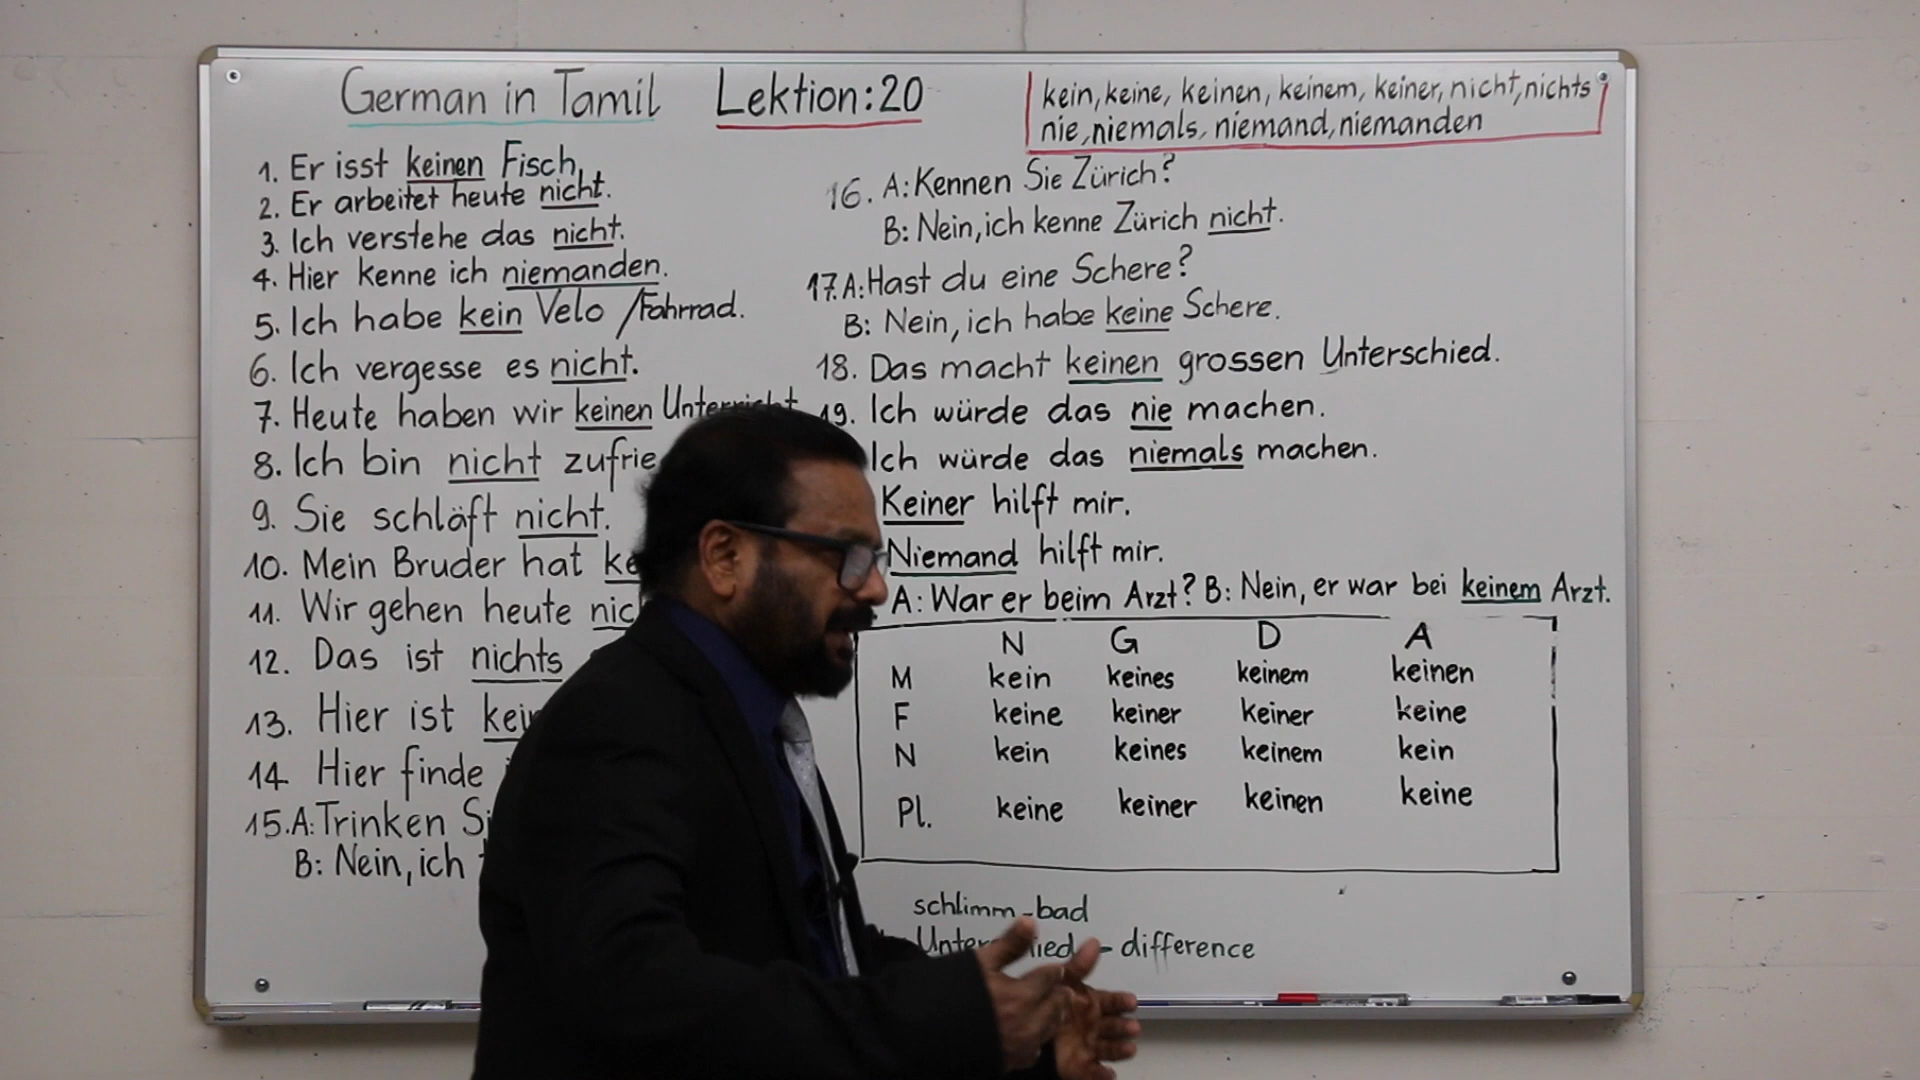 German in Tamil Lektion:20
kein, keine, keinen, keinem, keiner, nicht, nichts
nie, niemals, niemand, niemanden
1. Er isst keinen Fisch.
2. Er arbeitet heute nicht.
3. Ich verstehe das nicht.
4. Hier kenne ich niemanden.
5. Ich habe kein Velo /Fahrrad.
6. Ich vergesse es nicht.
7. Heute haben wir keinen Unterricht
8. Ich bin nicht
9. Sie schläft nicht.
10. Mein Bruder hat
11. Wir gehen heute
12. Das ist nichts
13. Hier ist
14 Hier finde
15. A: Trinken
B: Nein, ich
16. A: Kennen Sie Zürich?
B: Nein, ich kenne Zürich nicht.
17. A: Hast du eine Schere?
B: Nein, ich habe keine Schere.
18. Das macht keinen grossen Unterschied.
19. Ich würde das nie machen.
Ich würde das niemals machen.
Keiner hilft mir.
Niemand hilft mir.
A: War er beim Arzt? B: Nein, er war bei keinem Arzt.
N G D A
M kein keines keinem keinen
F keine keiner keiner keine
N kein keines keinem kein
Pl. keine keiner keinen keine
schlimm - bad
- difference